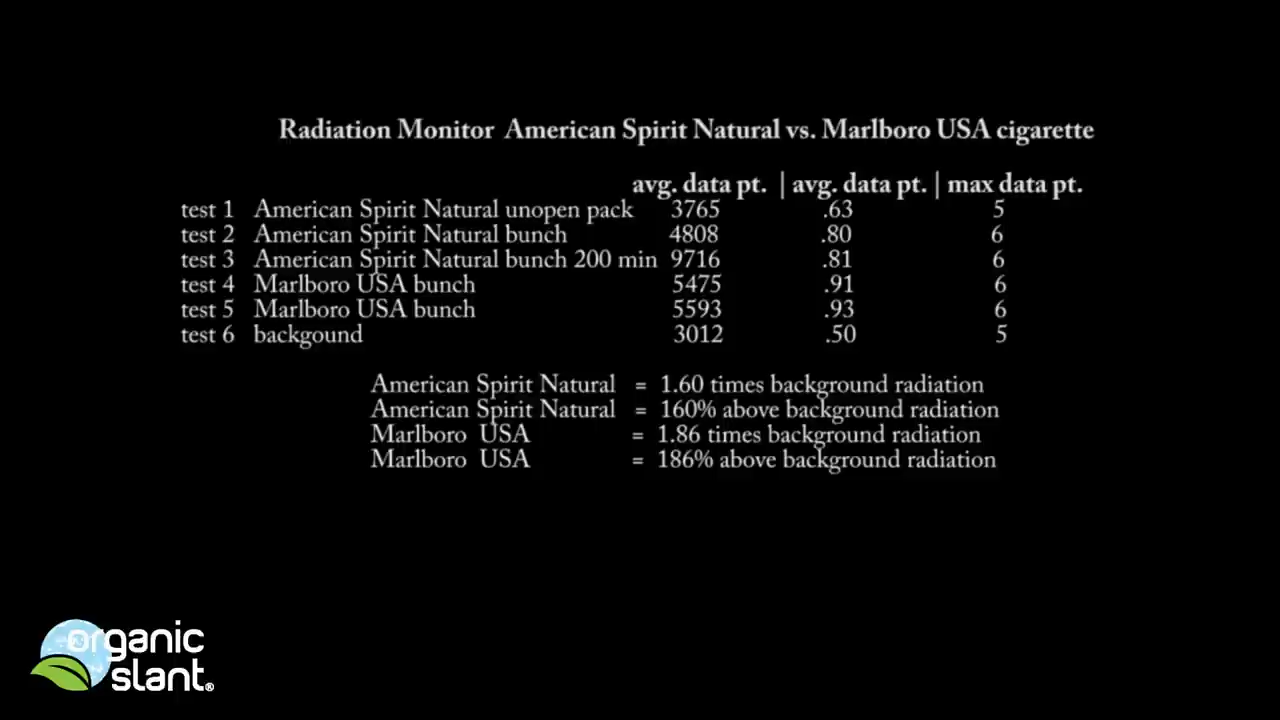 Radiation Monitor American Spirit Natural vs. Marlboro USA cigarette
avg. data pt. | avg. data pt. | max data pt.
test 1 American Spirit Natural unopen pack 3765 .63 5
test 2 American Spirit Natural bunch 4808 .80 6
test 3 American Spirit Natural bunch 200 min 9716 .81 6
test 4 Marlboro USA bunch 5475 .91 6
test 5 Marlboro USA bunch 5593 .93 6
test 6 backgound 3012 .50 5
American Spirit Natural = 1.60 times background radiation
American Spirit Natural = 160% above background radiation
Marlboro USA = 1.86 times background radiation
Marlboro USA = 186% above background radiation
organic
slant®